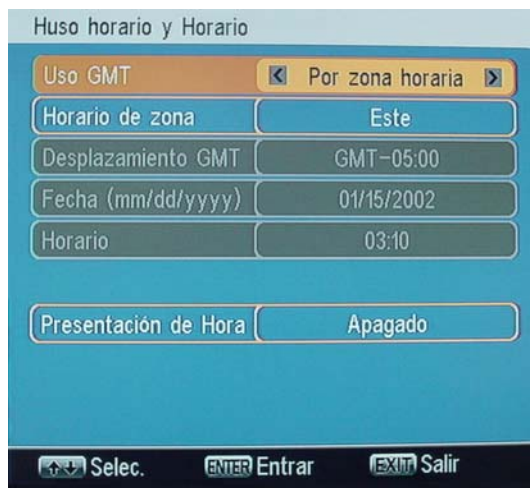 Huso horario y Horario
Uso GMT Por zona horaria
Horario de zona Este
Desplazamiento GMT GMT-05:00
Fecha (mm/dd/yyyy) 01/15/2002
Horario 03:10
Presentación de Hora Apagado
Selec. ENTER Entrar EXIT Salir